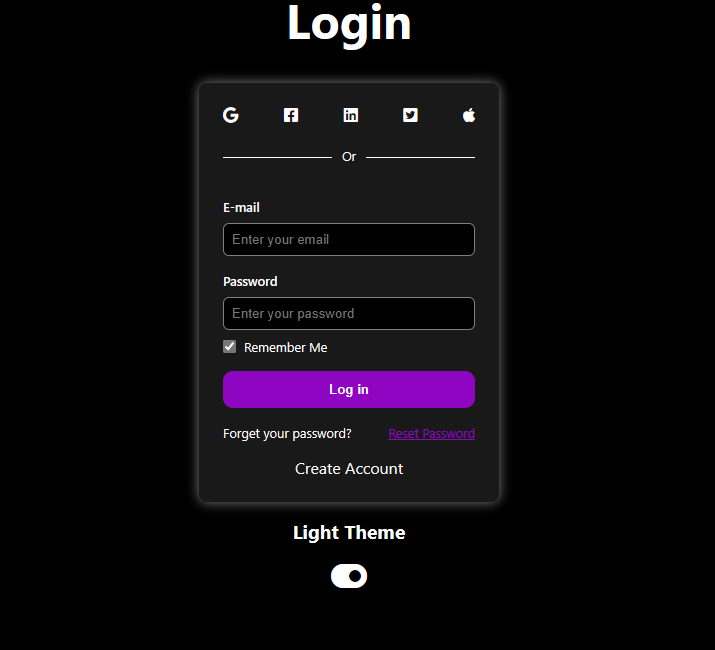 Login
Or
E-mail
Enter your email
Password
Enter your password
Remember Me
Log in
Forget your password? Reset Password
Create Account
Light Theme